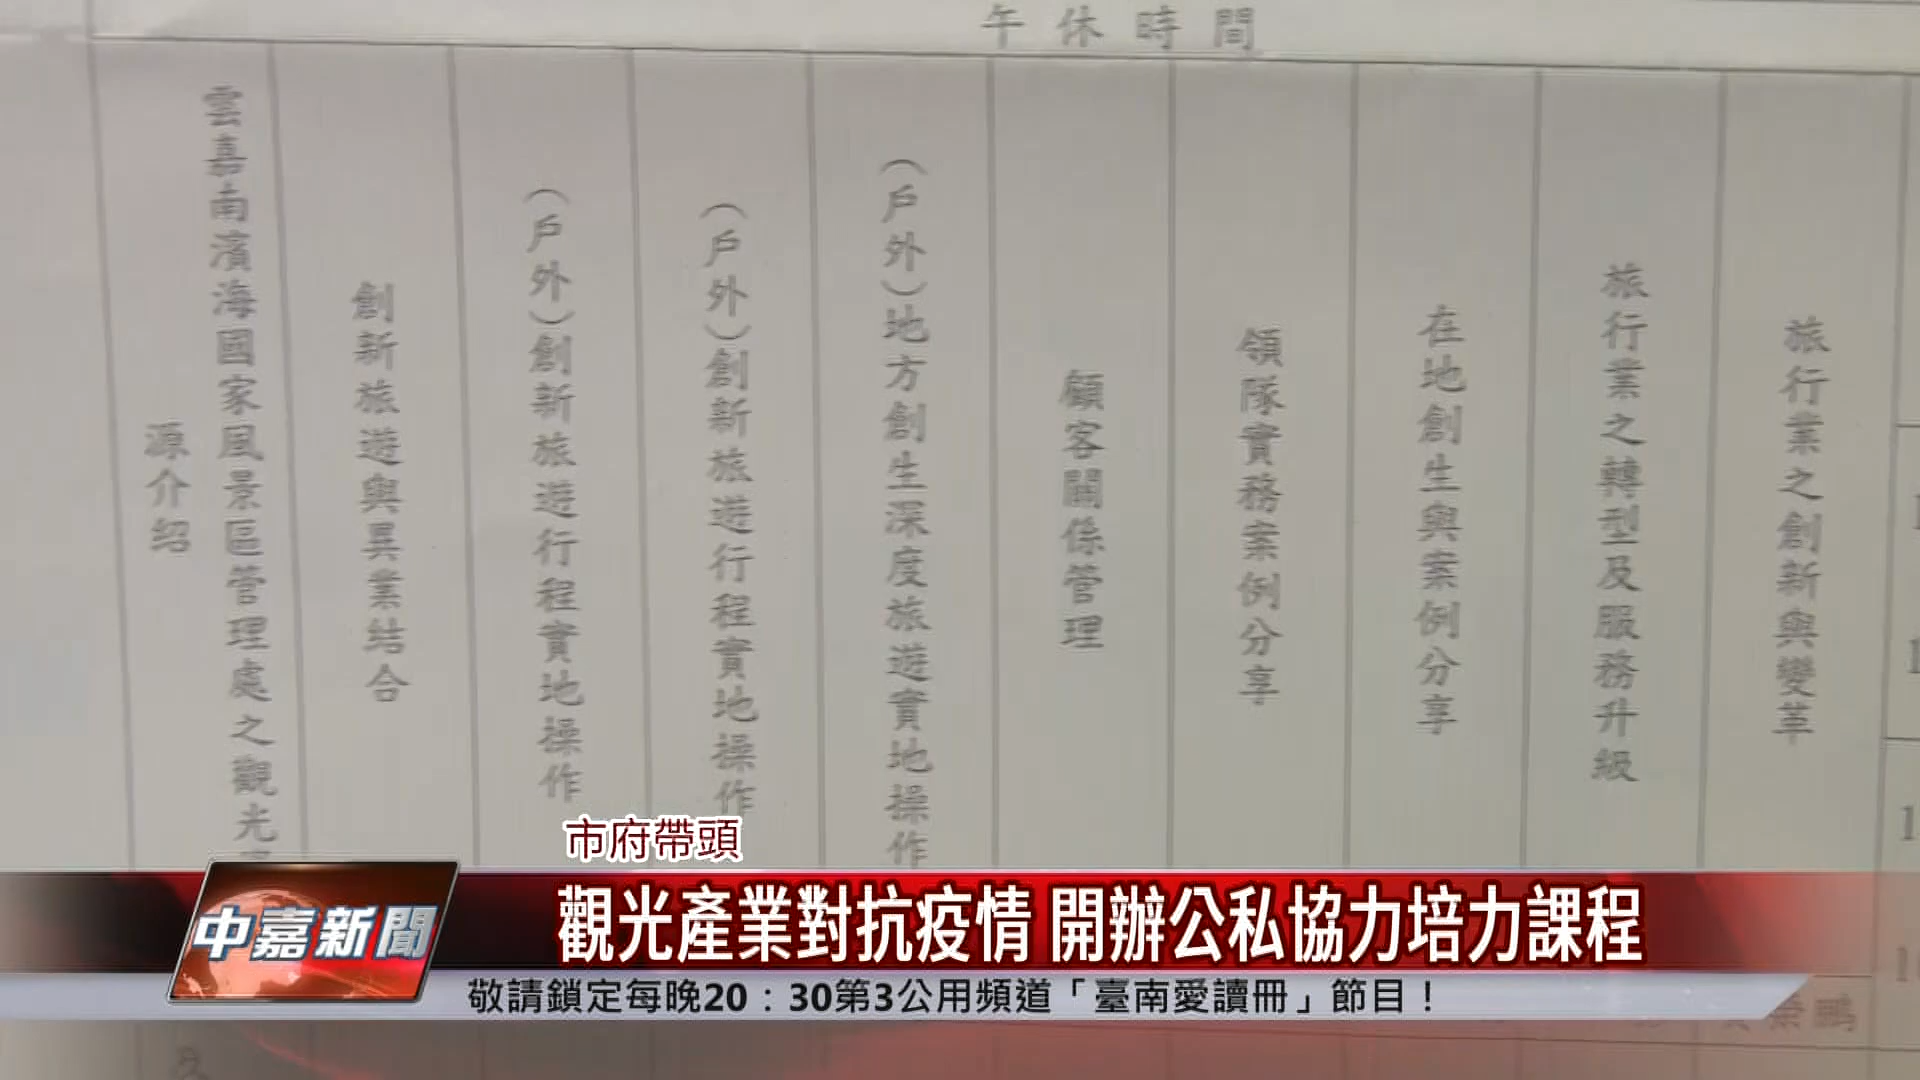 午休時間
旅行業之創新與變革
旅行業之轉型及服務升級
在地創生與案例分享
領隊實務案例分享
顧客關係管理
（戶外）地方創生深度旅遊實地操作
（戶外）創新旅遊行程實地操作
（戶外）創新旅遊行程實地操作
創新旅遊與異業結合
雲嘉南濱海國家風景區管理處之觀光
源介紹
市府帶頭
觀光產業對抗疫情 開辦公私協力培力課程
中嘉新聞
敬請鎖定每晚20：30第3公用頻道「臺南愛讀冊」節目！